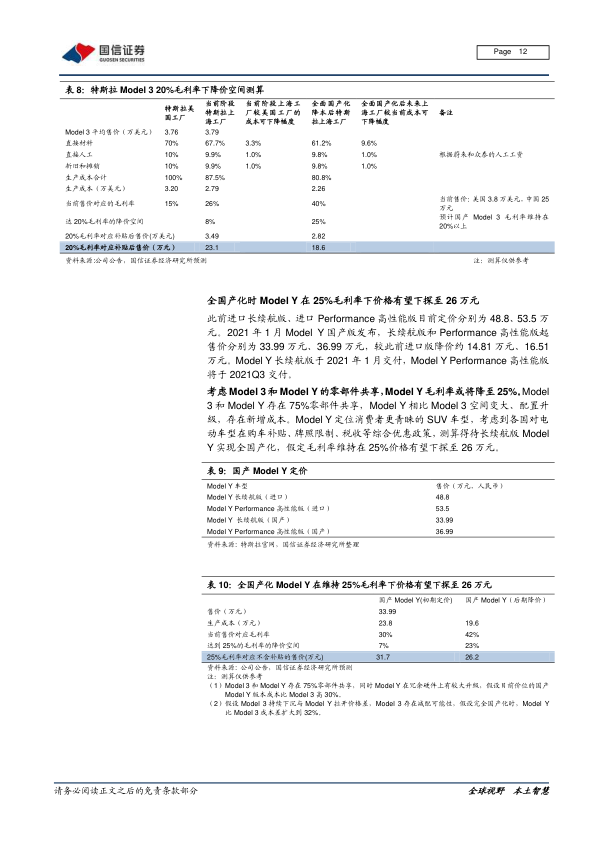 国信证券
GUOSEN SECURITIES
Page 12
表 8：特斯拉 Model 3 20%毛利率下降价空间测算
特斯拉美国工厂 当前阶段特斯拉上海工厂 当前阶段上海工厂较美国工厂的成本可下降幅度 全面国产化降本后特斯拉上海工厂 全面国产化后未来上海工厂较当前成本可下降幅度 备注
Model 3 平均售价（万美元） 3.76 3.79
直接材料 70% 67.7% 3.3% 61.2% 9.6%
直接人工 10% 9.9% 1.0% 9.8% 1.0% 根据蔚来和众泰的人工工资
折旧和摊销 10% 9.9% 1.0% 9.8% 1.0%
生产成本合计 100% 87.5% 80.8%
生产成本（万美元） 3.20 2.79 2.26
当前售价对应的毛利率 15% 26% 40% 当前售价：美国 3.8 万美元，中国 25 万元
达 20%毛利率的降价空间 8% 25% 预计国产 Model 3 毛利率维持在 20%以上
20%毛利率对应补贴后售价(万美元) 3.49 2.82
20%毛利率对应补贴后售价（万元） 23.1 18.6
资料来源:公司公告、国信证券经济研究所预测 注：测算仅供参考
全国产化时 Model Y 在 25%毛利率下价格有望下探至 26 万元
此前进口长续航版、进口 Performance 高性能版目前定价分别为 48.8、53.5 万
元。2021 年 1 月 Model Y 国产版发布，长续航版和 Performance 高性能版起
售价分别为 33.99 万元、36.99 万元，较此前进口版降价约 14.81 万元、16.51
万元。Model Y 长续航版于 2021 年 1 月交付，Model Y Performance 高性能版
将于 2021Q3 交付。
考虑 Model 3 和 Model Y 的零部件共享，Model Y 毛利率或将降至 25%。Model
3 和 Model Y 存在 75%零部件共享，Model Y 相比 Model 3 空间变大、配置升
级，存在新增成本。Model Y 定位消费者更青睐的 SUV 车型，考虑到各国对电
动车型在购车补贴、牌照限制、税收等综合优惠政策，测算得待长续航版 Model
Y 实现全国产化，假定毛利率维持在 25%价格有望下探至 26 万元。
表 9：国产 Model Y 定价
Model Y 车型 售价（万元、人民币）
Model Y 长续航版（进口） 48.8
Model Y Performance 高性能版（进口） 53.5
Model Y 长续航版（国产） 33.99
Model Y Performance 高性能版（国产） 36.99
资料来源：特斯拉官网、国信证券经济研究所整理
表 10：全国产化 Model Y 在维持 25%毛利率下价格有望下探至 26 万元
国产 Model Y(初期定价) 国产 Model Y（后期降价）
售价（万元） 33.99
生产成本（万元） 23.8 19.6
当前售价对应毛利率 30% 42%
达到 25%的毛利率的降价空间 7% 23%
25%毛利率对应不含补贴的售价(万元) 31.7 26.2
资料来源：公司公告、国信证券经济研究所预测
注：测算仅供参考
（1）Model 3 和 Model Y 存在 75%零部件共享，同时 Model Y 在冗余硬件上有较大升级，假设目前价位的国产
Model Y 版本成本比 Model 3 高 30%。
（2）假设 Model 3 持续下沉与 Model Y 拉开价格差，Model 3 存在减配可能性，假设完全国产化时，Model Y
比 Model 3 成本差扩大到 32%。
请务必阅读正文之后的免责条款部分 全球视野 本土智慧